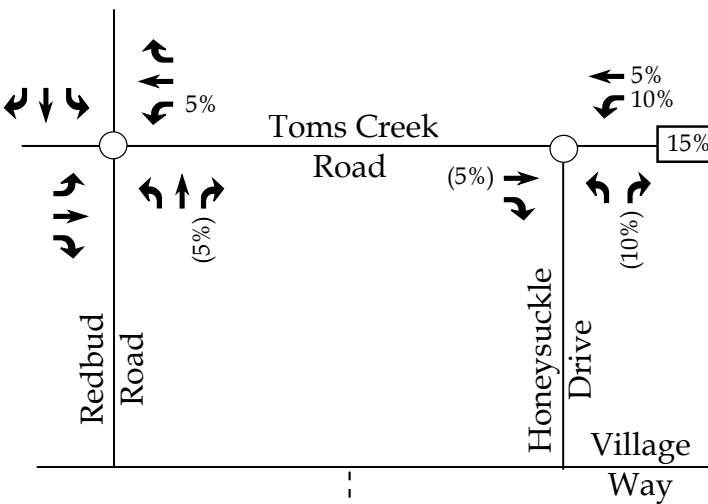 5%
10%
5%
Toms Creek
Road
15%
(5%)
(5%)
(10%)
Redbud
Road
Honeysuckle
Drive
Village
Way